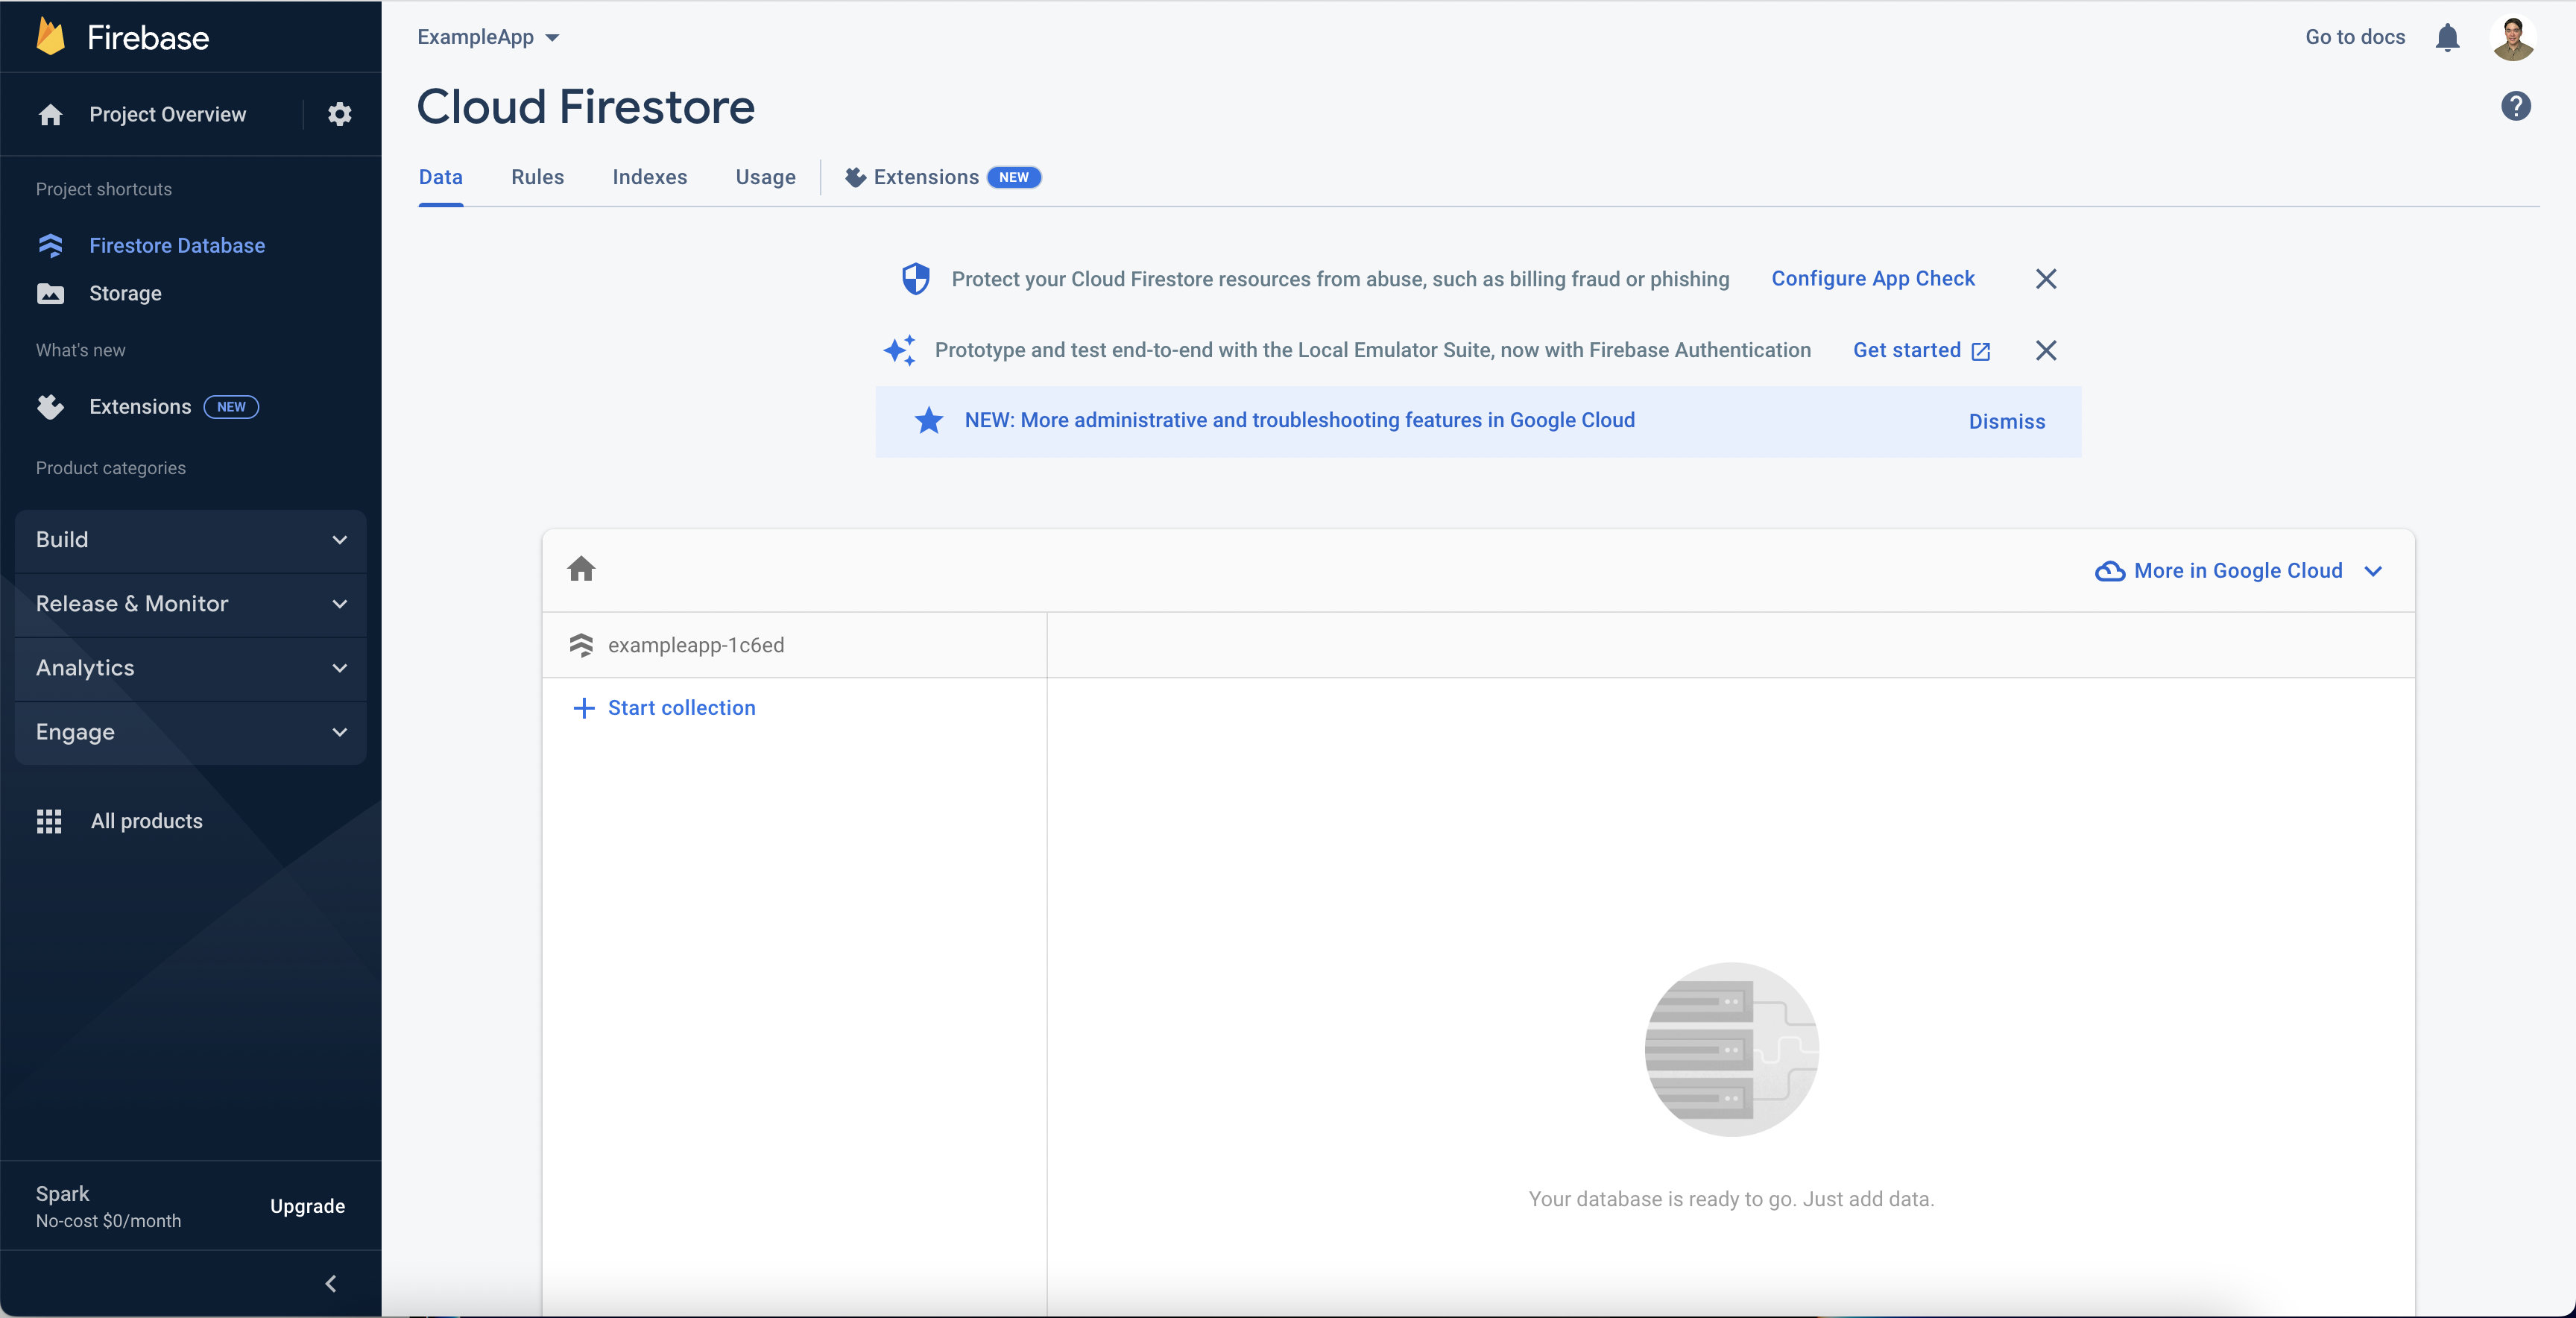 Firebase
Project Overview
Project shortcuts
Firestore Database
Storage
What's new
Extensions NEW
Product categories
Build
Release & Monitor
Analytics
Engage
All products
Spark
No-cost $0/month
Upgrade
ExampleApp
Go to docs
Cloud Firestore
Data Rules Indexes Usage Extensions NEW
Protect your Cloud Firestore resources from abuse, such as billing fraud or phishing Configure App Check
Prototype and test end-to-end with the Local Emulator Suite, now with Firebase Authentication Get started
NEW: More administrative and troubleshooting features in Google Cloud Dismiss
More in Google Cloud
exampleapp-1c6ed
Start collection
Your database is ready to go. Just add data.